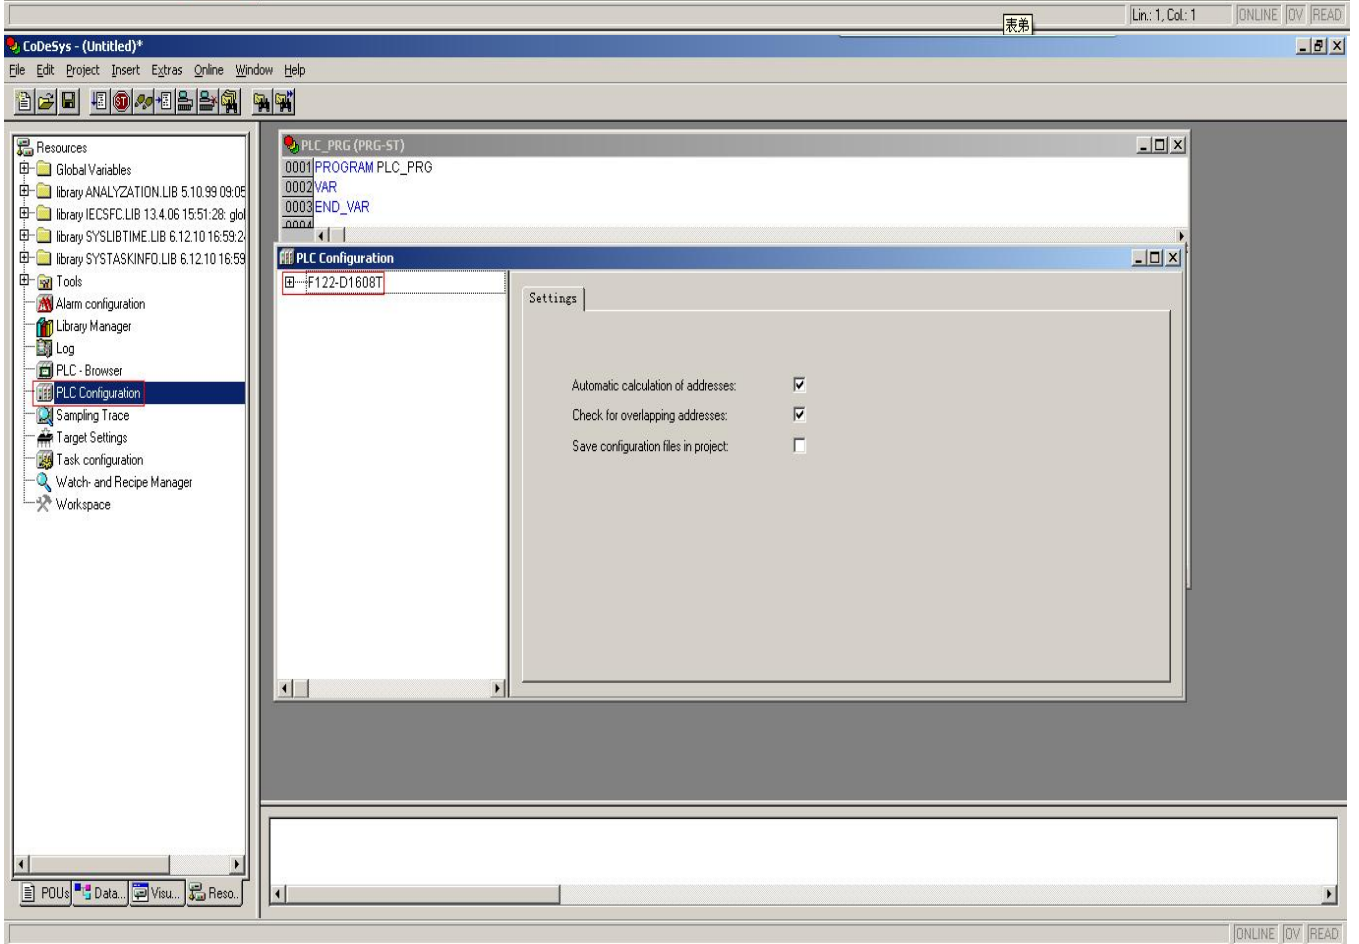 Lin.: 1, Col.: 1 ONLINE OV READ
表弟
CoDeSys - (Untitled)*
File Edit Project Insert Extras Online Window Help
Resources
Global Variables
library ANALYZATION.LIB 5.10.99 09:05
library IECSFC.LIB 13.4.06 15:51:28: glol
library SYSLIBTIME.LIB 6.12.10 16:59:2
library SYSTASKINFO.LIB 6.12.10 16:59
Tools
Alarm configuration
Library Manager
Log
PLC - Browser
PLC Configuration
Sampling Trace
Target Settings
Task configuration
Watch- and Recipe Manager
Workspace
POUs Data... Visu... Reso..
PLC_PRG (PRG-ST)
0001 PROGRAM PLC_PRG
0002 VAR
0003 END_VAR
0004
PLC Configuration
F122-D1608T
Settings
Automatic calculation of addresses:
Check for overlapping addresses:
Save configuration files in project:
ONLINE OV READ